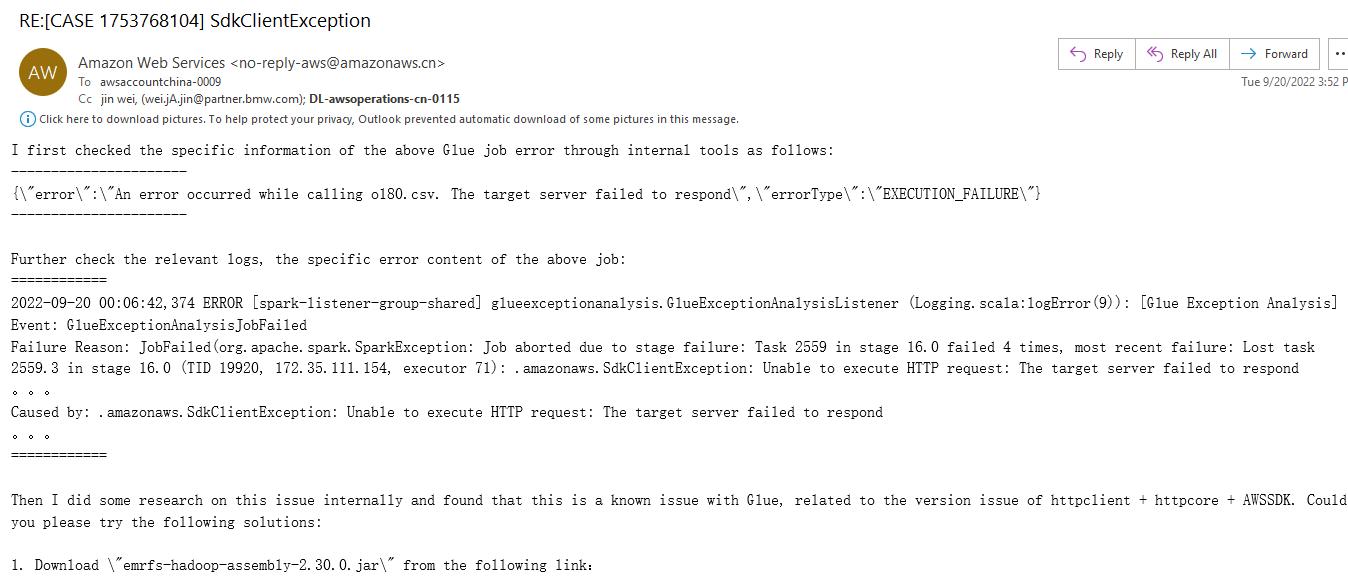 RE:[CASE 1753768104] SdkClientException
AW
Amazon Web Services <no-reply-aws@amazonaws.cn>
To awsaccountchina-0009
Cc jin wei, (wei.jA.jin@partner.bmw.com); DL-awsoperations-cn-0115
Reply
Reply All
Forward
Tue 9/20/2022 3:52 P
Click here to download pictures. To help protect your privacy, Outlook prevented automatic download of some pictures in this message.
I first checked the specific information of the above Glue job error through internal tools as follows:
----------------------
{\"error\":\"An error occurred while calling o180.csv. The target server failed to respond\",\"errorType\":\"EXECUTION_FAILURE\"}
----------------------
Further check the relevant logs, the specific error content of the above job:
============
2022-09-20 00:06:42,374 ERROR [spark-listener-group-shared] glueexceptionanalysis.GlueExceptionAnalysisListener (Logging.scala:logError(9)): [Glue Exception Analysis]
Event: GlueExceptionAnalysisJobFailed
Failure Reason: JobFailed(org.apache.spark.SparkException: Job aborted due to stage failure: Task 2559 in stage 16.0 failed 4 times, most recent failure: Lost task
2559.3 in stage 16.0 (TID 19920, 172.35.111.154, executor 71): .amazonaws.SdkClientException: Unable to execute HTTP request: The target server failed to respond
。。。
Caused by: .amazonaws.SdkClientException: Unable to execute HTTP request: The target server failed to respond
。。。
============
Then I did some research on this issue internally and found that this is a known issue with Glue, related to the version issue of httpclient + httpcore + AWSSDK. Could
you please try the following solutions:
1. Download \"emrfs-hadoop-assembly-2.30.0.jar\" from the following link：